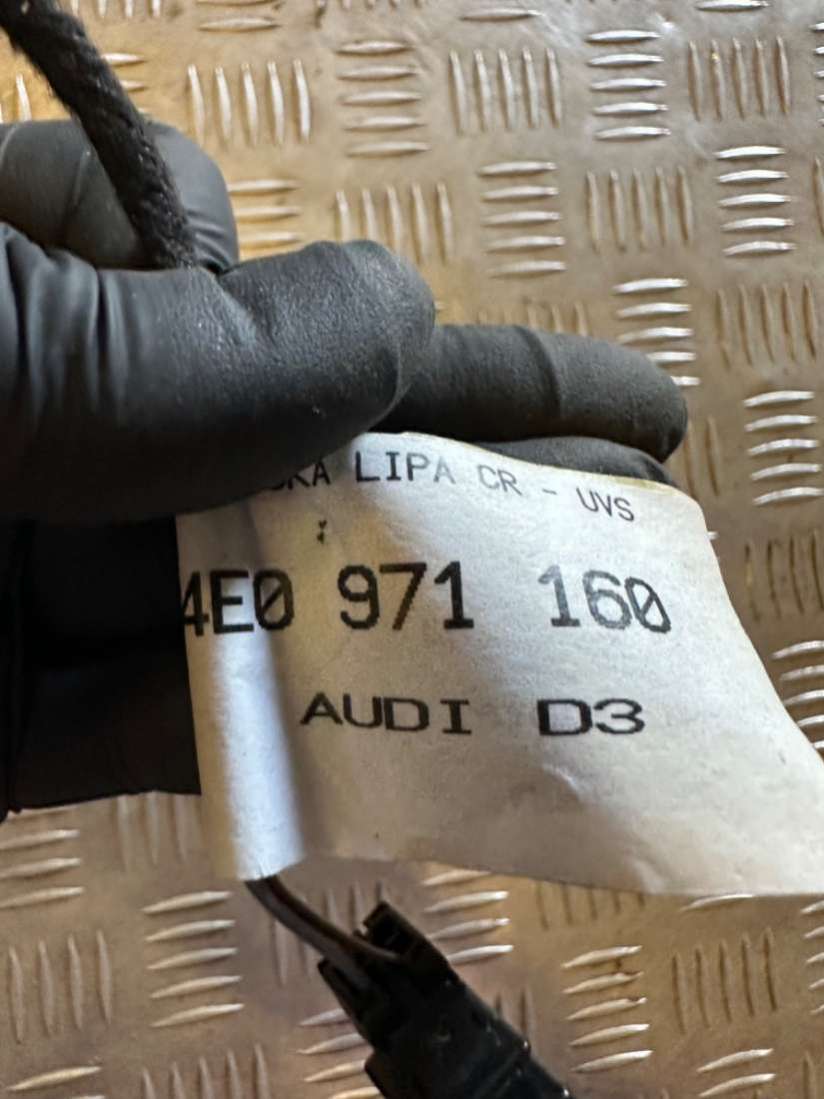 LIPA CR - UVS
4E0 971 160
AUDI D3